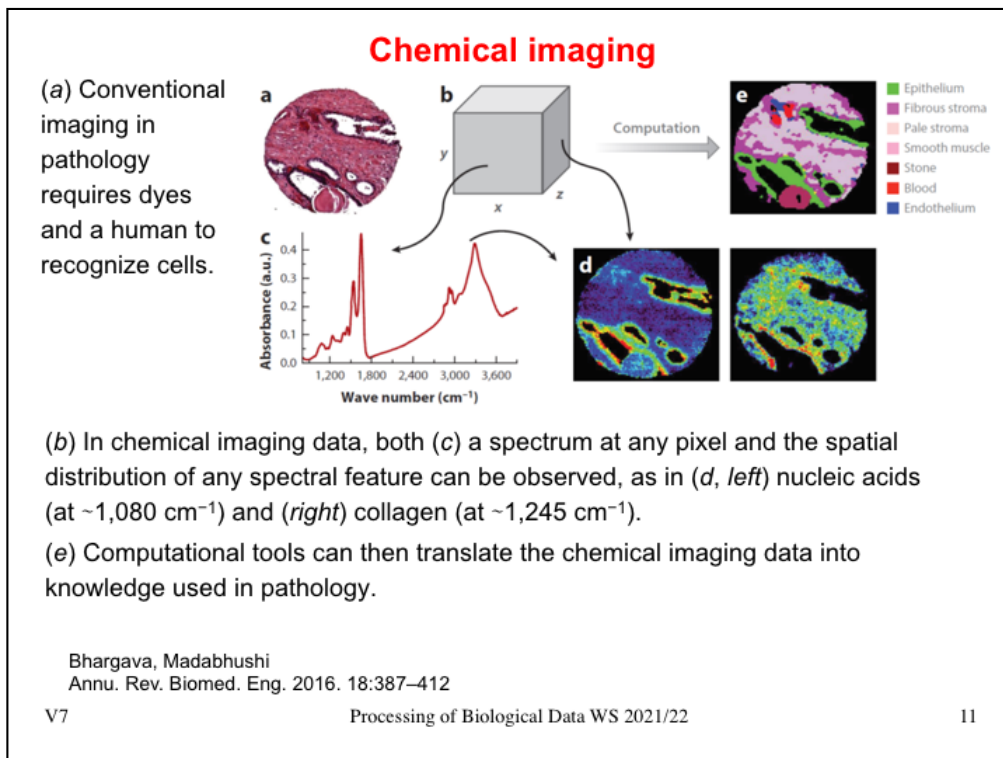 Chemical imaging
(a) Conventional
imaging in
pathology
requires dyes
and a human to
recognize cells.
a
b
y
x
z
Computation
e
Epithelium
Fibrous stroma
Pale stroma
Smooth muscle
Stone
Blood
Endothelium
c
Absorbance (a.u.)
0.4
0.3
0.2
0.1
0.0
1,200 1,800 2,400 3,000 3,600
Wave number (cm⁻¹)
d
(b) In chemical imaging data, both (c) a spectrum at any pixel and the spatial
distribution of any spectral feature can be observed, as in (d, left) nucleic acids
(at ~1,080 cm⁻¹) and (right) collagen (at ~1,245 cm⁻¹).
(e) Computational tools can then translate the chemical imaging data into
knowledge used in pathology.
Bhargava, Madabhushi
Annu. Rev. Biomed. Eng. 2016. 18:387–412
V7 Processing of Biological Data WS 2021/22 11